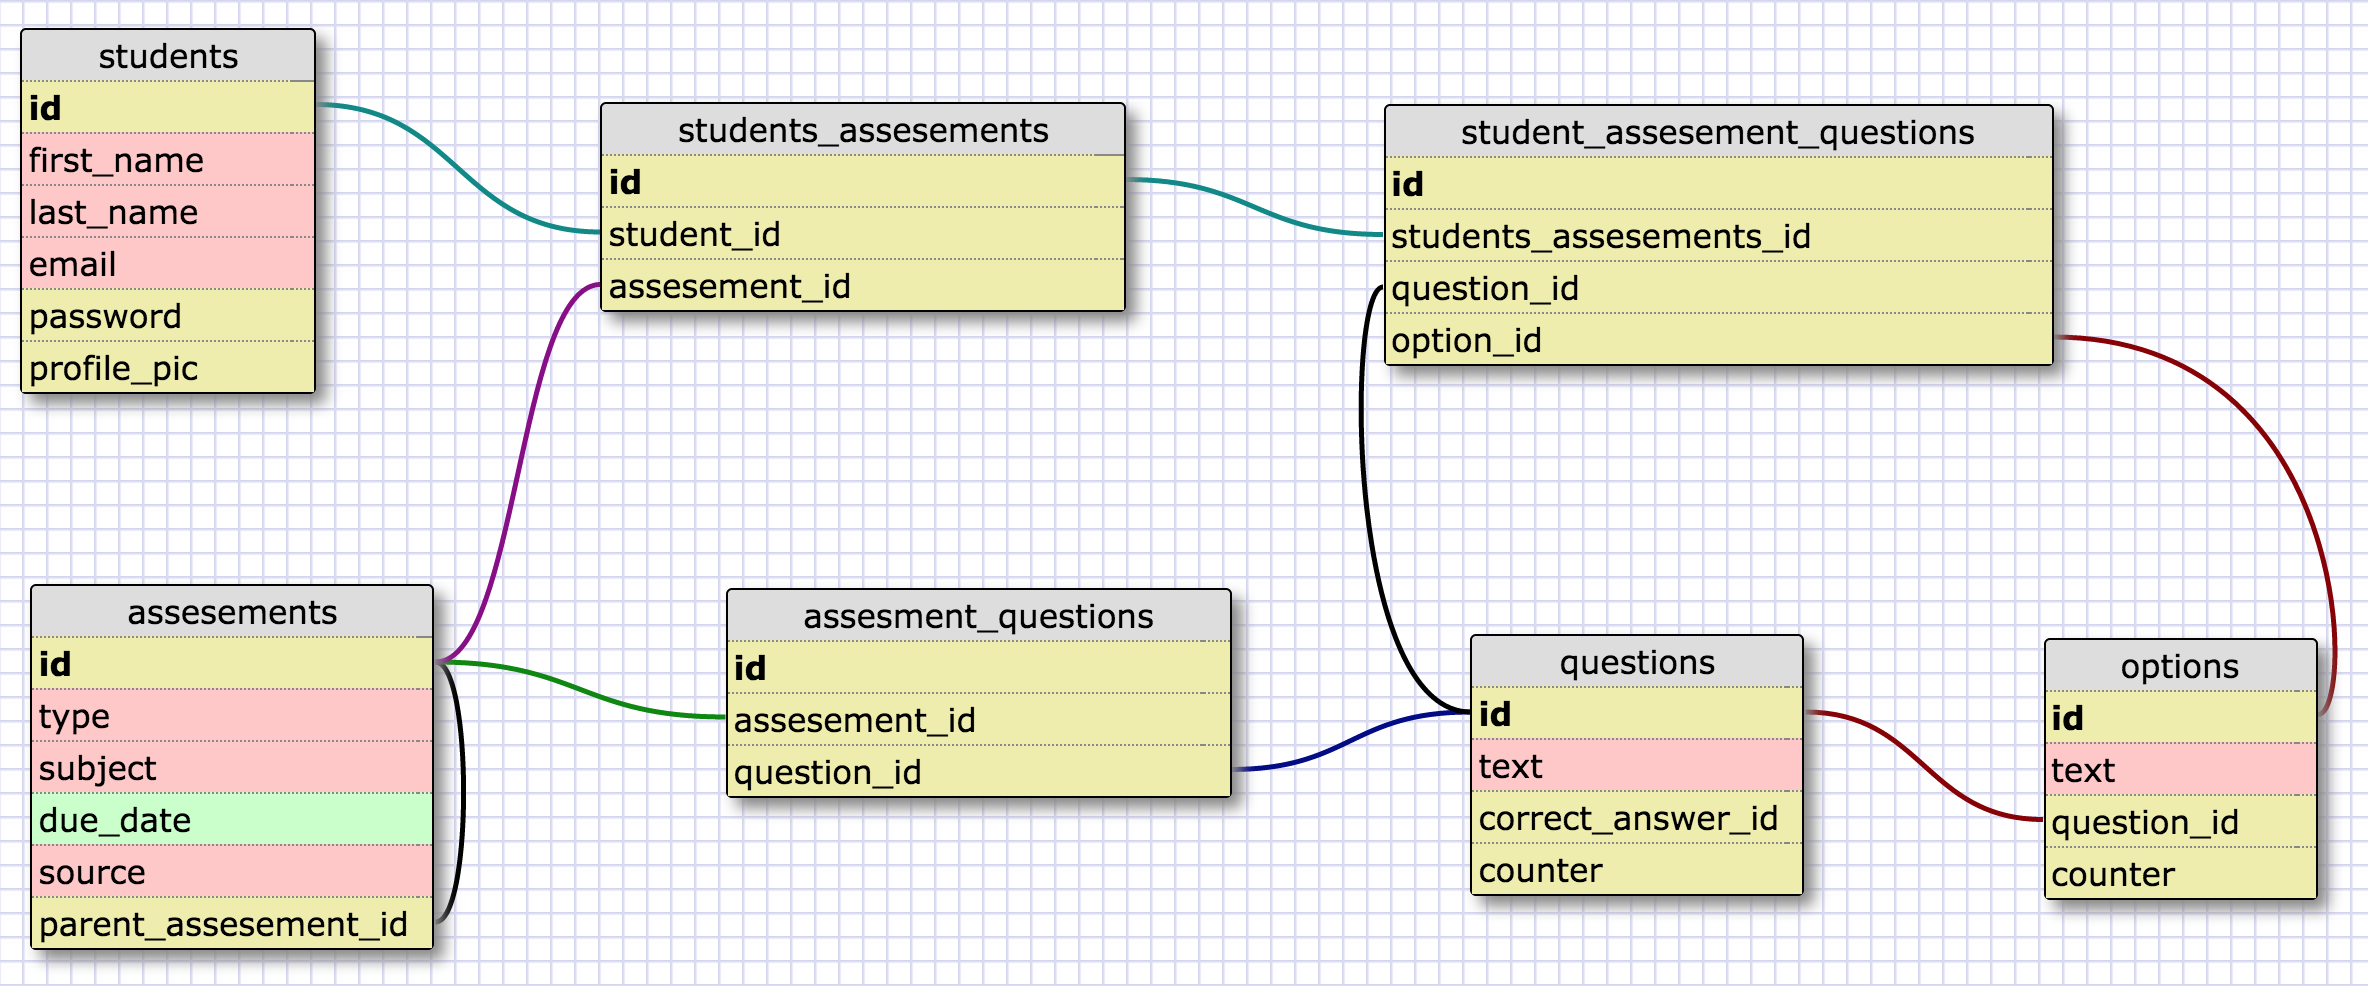 students
id
first_name
last_name
email
password
profile_pic
students_assesements
id
student_id
assesement_id
student_assesement_questions
id
students_assesements_id
question_id
option_id
assesements
id
type
subject
due_date
source
parent_assesement_id
assesment_questions
id
assesement_id
question_id
questions
id
text
correct_answer_id
counter
options
id
text
question_id
counter